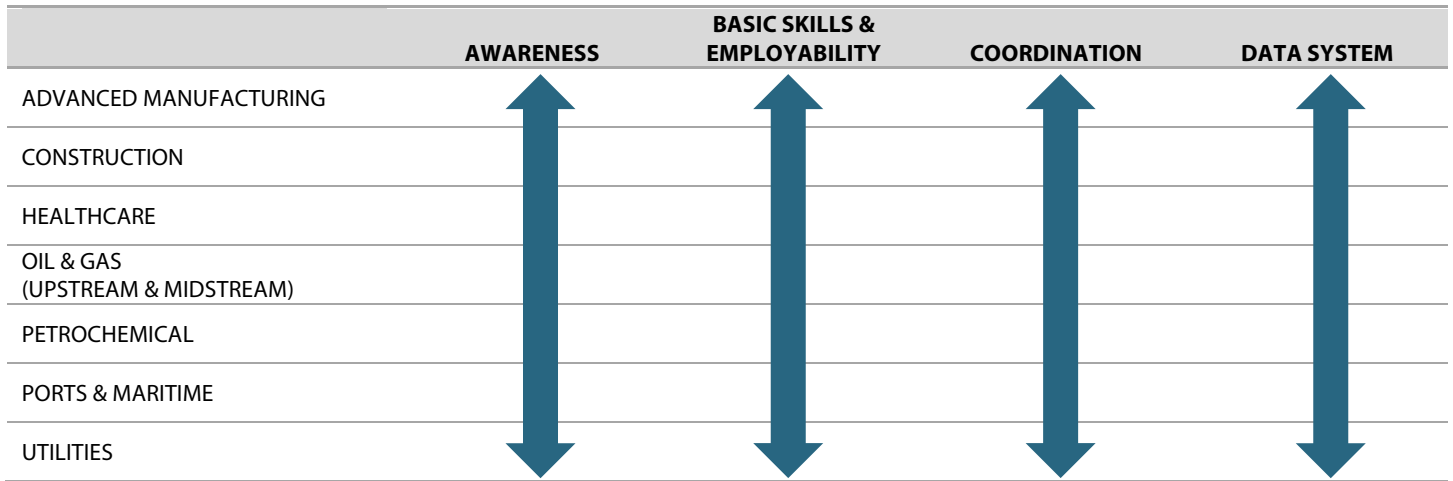 BASIC SKILLS &
AWARENESS EMPLOYABILITY COORDINATION DATA SYSTEM
ADVANCED MANUFACTURING
CONSTRUCTION
HEALTHCARE
OIL & GAS
(UPSTREAM & MIDSTREAM)
PETROCHEMICAL
PORTS & MARITIME
UTILITIES